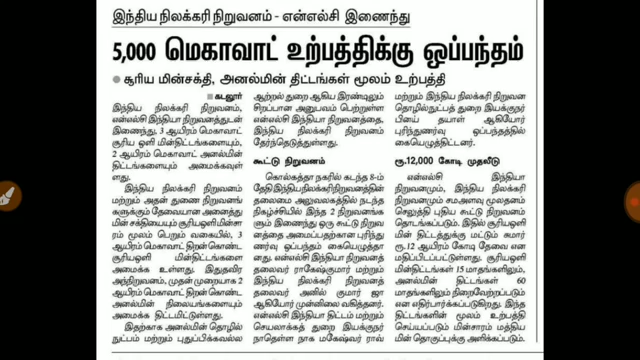 இந்திய நிலக்கரி நிறுவனம் - என்எல்சி இணைந்து
5,000 மெகாவாட் உற்பத்திக்கு ஒப்பந்தம்
சூரிய மின்சக்தி, அனல்மின் திட்டங்கள் மூலம் உற்பத்தி
கடலூர்
இந்திய நிலக்கரி நிறுவனம்,
என்எல்சி இந்தியா நிறுவனத்துடன்
இணைந்து, 3 ஆயிரம் மெகாவாட்
சூரிய ஒளி மின்திட்டங்களையும்,
2 ஆயிரம் மெகாவாட் அனல்மின்
திட்டங்களையும் அமைக்கவுள்
ளது.
இந்திய நிலக்கரி நிறுவனம்
மற்றும் அதன் துணை நிறுவனங்
களுக்கும் தேவையான அனைத்து
மின்சக்தியையும் சூரியஒளிமின்சா
ரம் மூலம் பெறும் வகையில், 3
ஆயிரம் மெகாவாட் திறன் கொண்ட
சூரியஒளி மின்திட்டங்களை
அமைக்க உள்ளது. இதுதவிர
அந்நிறுவனம், முதன் முறையாக 2
ஆயிரம் மெகாவாட் திறன் கொண்ட
அனல்மின் நிலையங்களையும்
அமைக்க திட்டமிட்டுள்ளது.
இதற்காக அனல்மின் தொழில்
நுட்பம் மற்றும் புதுப்பிக்கவல்ல
ஆற்றல் துறை ஆகிய இரண்டிலும்
சிறப்பான அனுபவம் பெற்றுள்ள
என்எல்சி இந்தியா நிறுவனத்தை,
இந்திய நிலக்கரி நிறுவனம்
தேர்ந்தெடுத்துள்ளது.
கூட்டு நிறுவனம்
கொல்கத்தா நகரில் கடந்த 8-ம்
தேதி இந்தியநிலக்கரிநிறுவனத்தின்
தலைமை அலுவலகத்தில் நடந்த
நிகழ்ச்சியில் இந்த 2 நிறுவனங்க
ளும் இணைந்து ஒரு கூட்டு நிறுவ
னத்தை அமைப்பதற்கான புரிந்து
ணர்வு ஒப்பந்தம் கையெழுத்தா
னது. என்எல்சி இந்தியா நிறுவனத்
தலைவர் ராகேஷ்குமார் மற்றும்
இந்திய நிலக்கரி நிறுவனத்
தலைவர் அனில் குமார் ஜா
ஆகியோர் முன்னிலை வகித்தனர்.
என்எல்சி இந்தியா திட்டம் மற்றும்
செயலாக்கத் துறை இயக்குநர்
நாதெள்ள நாக மகேஷ்வர் ராவ்
மற்றும் இந்திய நிலக்கரி நிறுவன
தொழில்நுட்பத் துறை இயக்குநர்
பினய் தயாள் ஆகியோர்
புரிந்துணர்வு ஒப்பந்தத்தில்
கையெழுத்திட்டனர்.
ரூ.12,000 கோடி முதலீடு
என்எல்சி இந்தியா
நிறுவனமும், இந்திய நிலக்கரி
நிறுவனமும் சமஅளவு மூலதனம்
செலுத்தி புதிய கூட்டு நிறுவனம்
தொடங்கப்படும். இதில் சூரியஒளி
மின் திட்டத்துக்கு மட்டும் சுமார்
ரூ.12 ஆயிரம் கோடி தேவை என
மதிப்பிடப்பட்டுள்ளது. சூரியஒளி
மின்திட்டங்கள் 15 மாதங்களிலும்,
அனல்மின் திட்டங்கள் 60
மாதங்களிலும் நிறைவேற்றப்படும்
என எதிர்பார்க்கப்படுகிறது. இந்த
திட்டங்களின் மூலம் உற்பத்தி
செய்யப்படும் மின்சாரம் மத்திய
மின் தொகுப்புக்கு அளிக்கப்படும்.